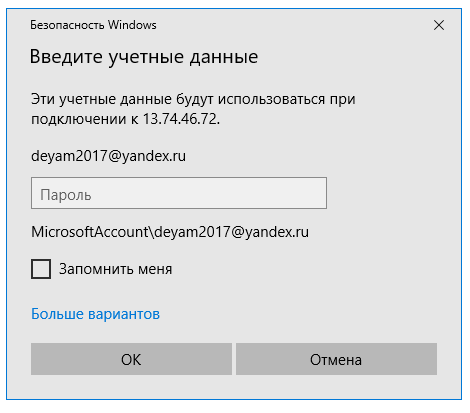 Безопасность Windows
Введите учетные данные
Эти учетные данные будут использоваться при
подключении к 13.74.46.72.
deyam2017@yandex.ru
Пароль
MicrosoftAccount\deyam2017@yandex.ru
Запомнить меня
Больше вариантов
ОК
Отмена